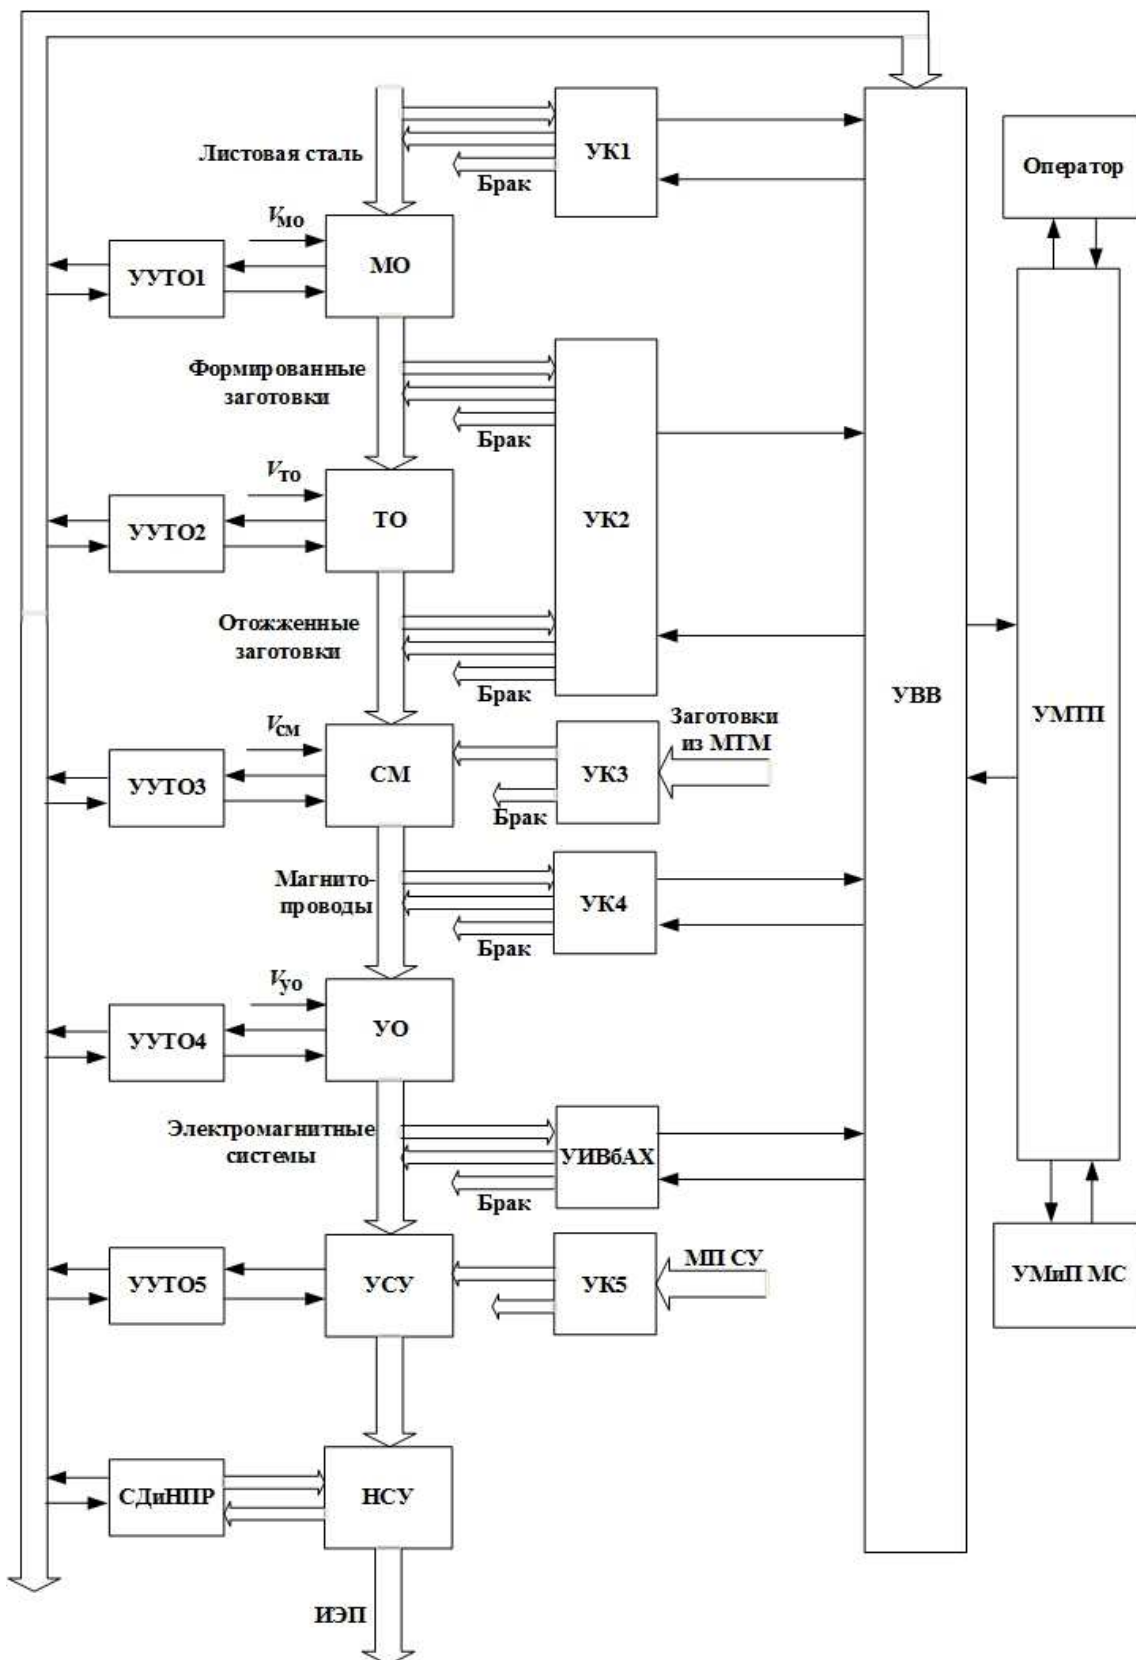 Листовая сталь
УК1
Брак
Оператор
Vмо
УУТО1
МО
Формированные
заготовки
Брак
Vто
УУТО2
ТО
УК2
Отожженные
заготовки
Брак
УВВ
УМТП
Vсм
Заготовки
из МТМ
УУТО3
СМ
УК3
Брак
Магнито-
проводы
УК4
Брак
Vуо
УУТО4
УО
Электромагнитные
системы
УИВбАХ
Брак
УУТО5
УСУ
УК5
МП СУ
УМиП МС
СДиНПР
НСУ
ИЭП